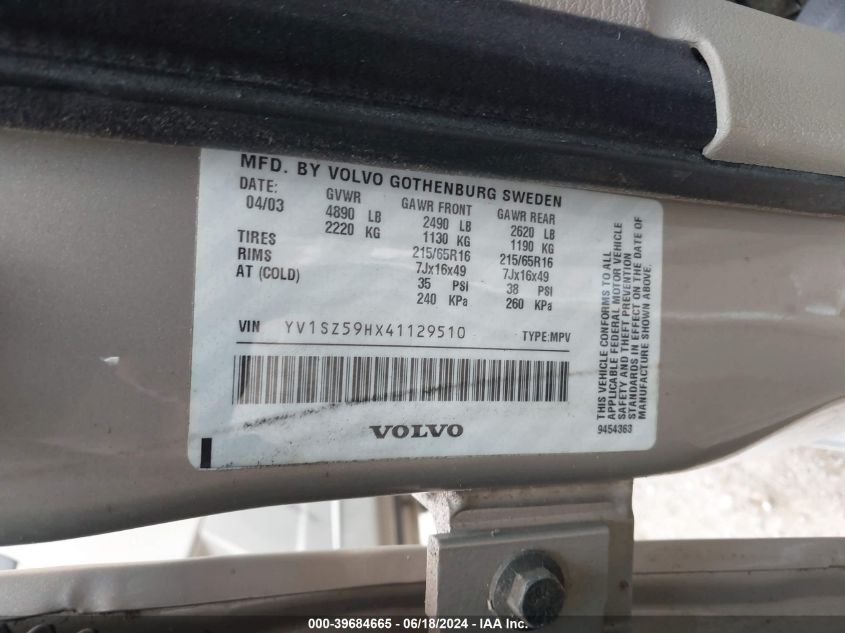 MFD. BY VOLVO GOTHENBURG SWEDEN
DATE: GVWR GAWR FRONT GAWR REAR
04/03 4890 LB 2490 LB 2620 LB
2220 KG 1130 KG 1190 KG
TIRES 215/65R16 215/65R16
RIMS 7Jx16x49 7Jx16x49
AT (COLD) 35 PSI 38 PSI
240 KPa 260 KPa
VIN YV1SZ59HX41129510 TYPE:MPV
VOLVO
THIS VEHICLE CONFORMS TO ALL
APPLICABLE FEDERAL MOTOR VEHICLE
SAFETY AND THEFT PREVENTION
STANDARDS IN EFFECT ON THE DATE OF
MANUFACTURE SHOWN ABOVE.
9454363
000-39684665 - 06/18/2024 - IAA Inc.